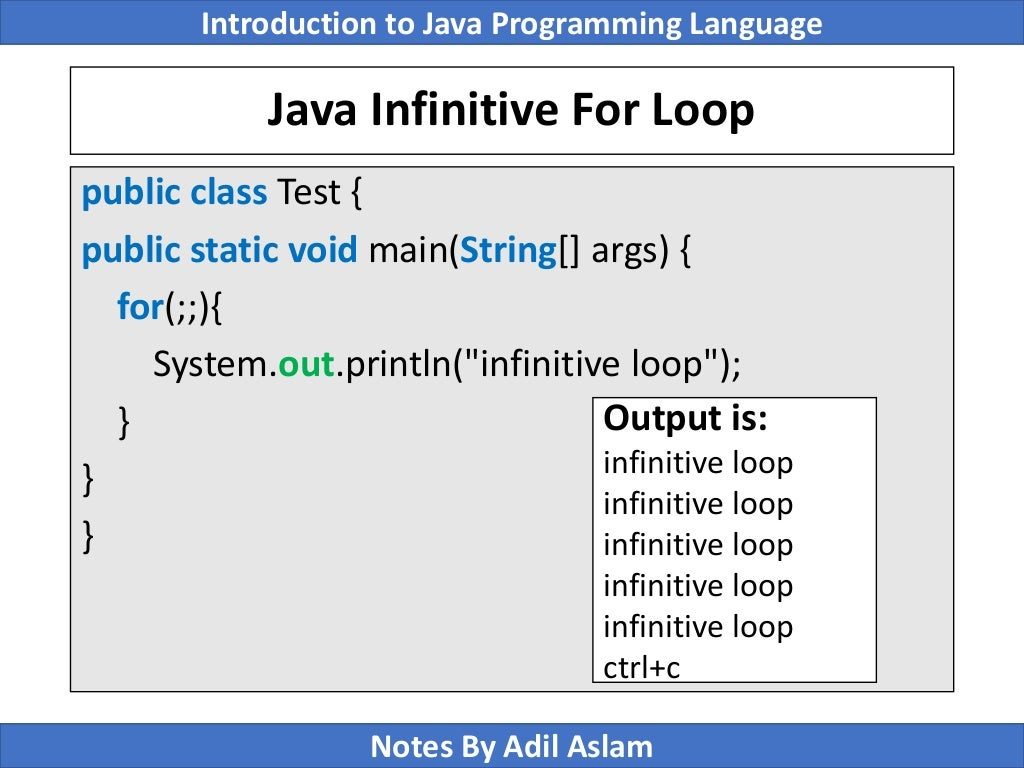 Introduction to Java Programming Language
Java Infinitive For Loop
public class Test {
public static void main(String[] args) {
for(;;){
System.out.println("infinitive loop");
}
}
}
Output is:
infinitive loop
infinitive loop
infinitive loop
infinitive loop
infinitive loop
ctrl+c
Notes By Adil Aslam